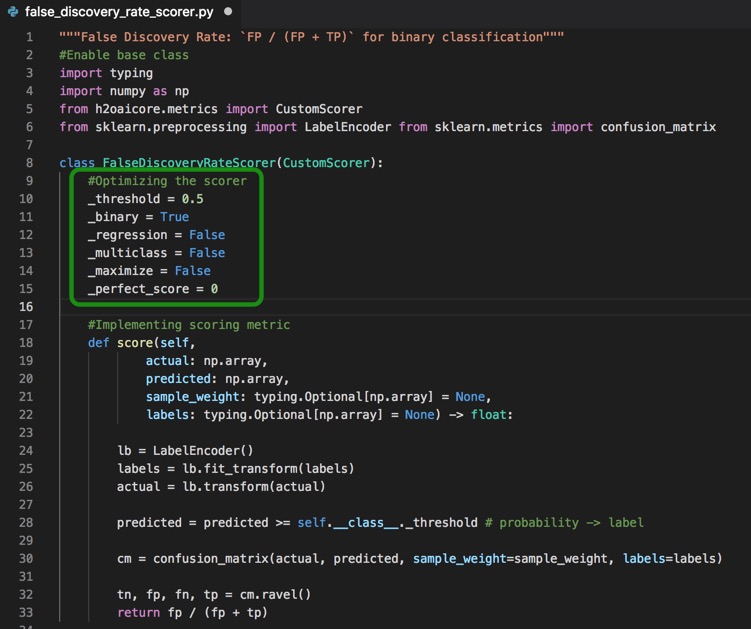 false_discovery_rate_scorer.py
1 """False Discovery Rate: `FP / (FP + TP)` for binary classification"""
2 #Enable base class
3 import typing
4 import numpy as np
5 from h2oaicore.metrics import CustomScorer
6 from sklearn.preprocessing import LabelEncoder from sklearn.metrics import confusion_matrix
7
8 class FalseDiscoveryRateScorer(CustomScorer):
9     #Optimizing the scorer
10     _threshold = 0.5
11     _binary = True
12     _regression = False
13     _multiclass = False
14     _maximize = False
15     _perfect_score = 0
16
17     #Implementing scoring metric
18     def score(self,
19             actual: np.array,
20             predicted: np.array,
21             sample_weight: typing.Optional[np.array] = None,
22             labels: typing.Optional[np.array] = None) -> float:
23
24         lb = LabelEncoder()
25         labels = lb.fit_transform(labels)
26         actual = lb.transform(actual)
27
28         predicted = predicted >= self.__class__._threshold # probability -> label
29
30         cm = confusion_matrix(actual, predicted, sample_weight=sample_weight, labels=labels)
31
32         tn, fp, fn, tp = cm.ravel()
33         return fp / (fp + tp)